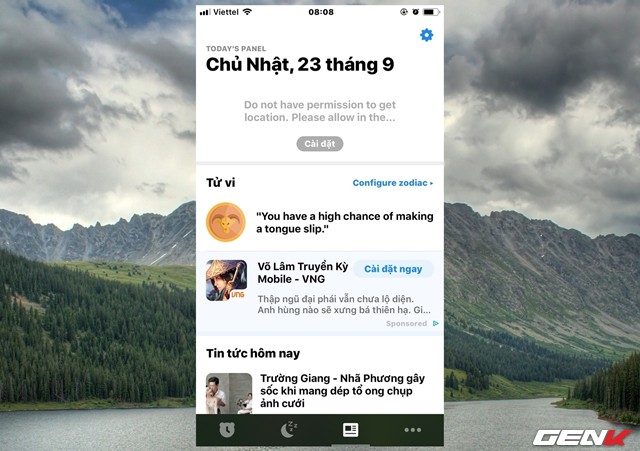 Viettel
08:08
TODAY'S PANEL
Chủ Nhật, 23 tháng 9
Do not have permission to get
location. Please allow in the...
Cài đặt
Tử vi
Configure zodiac
"You have a high chance of making
a tongue slip."
Võ Lâm Truyền Kỳ
Mobile - VNG
Cài đặt ngay
VNG
Thập ngũ đại phái vẫn chưa lộ diện.
Anh hùng nào sẽ xưng bá thiên hạ. Gi...
Sponsored
Tin tức hôm nay
Trường Giang - Nhã Phương gây
sốc khi mang dép tổ ong chụp
ảnh cưới
GENK